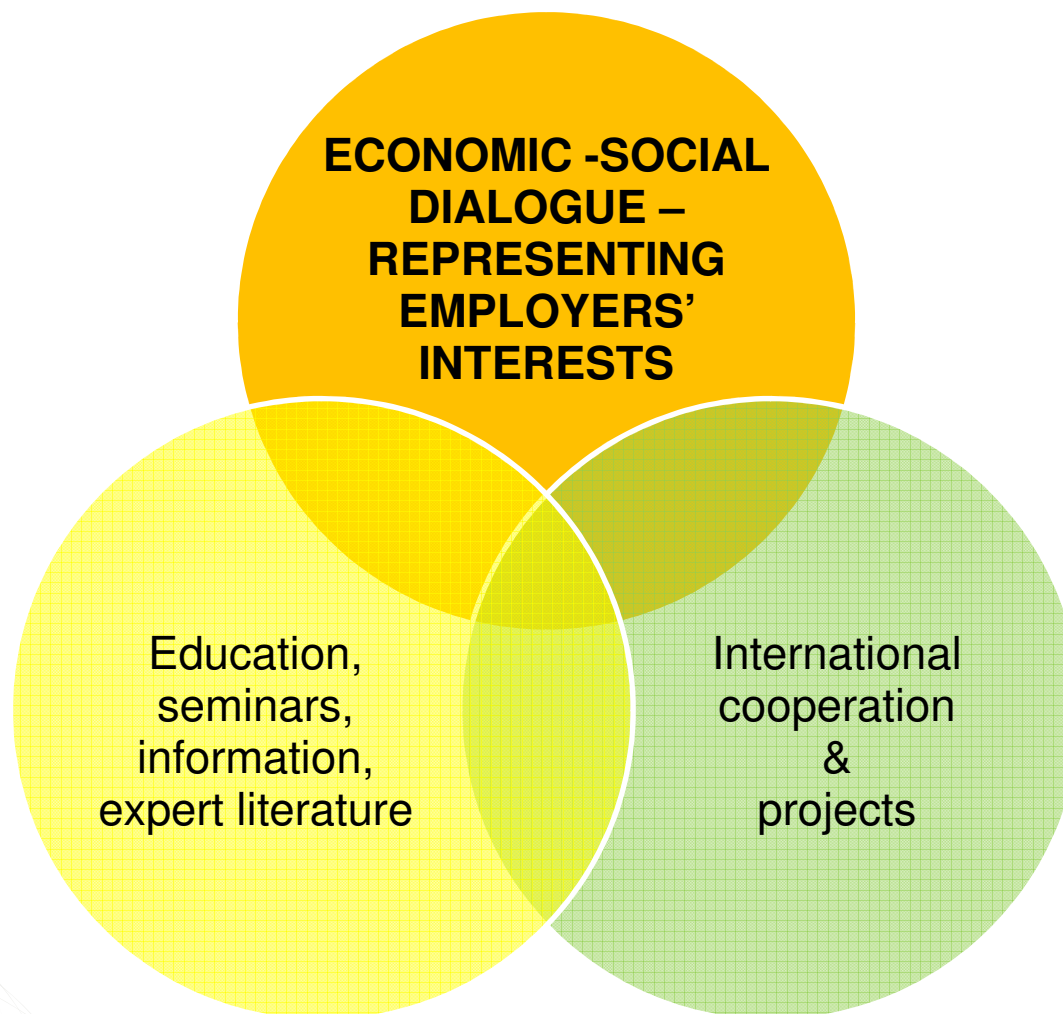 ECONOMIC -SOCIAL
DIALOGUE –
REPRESENTING
EMPLOYERS’
INTERESTS
Education,
seminars,
information,
expert literature
International
cooperation
&
projects